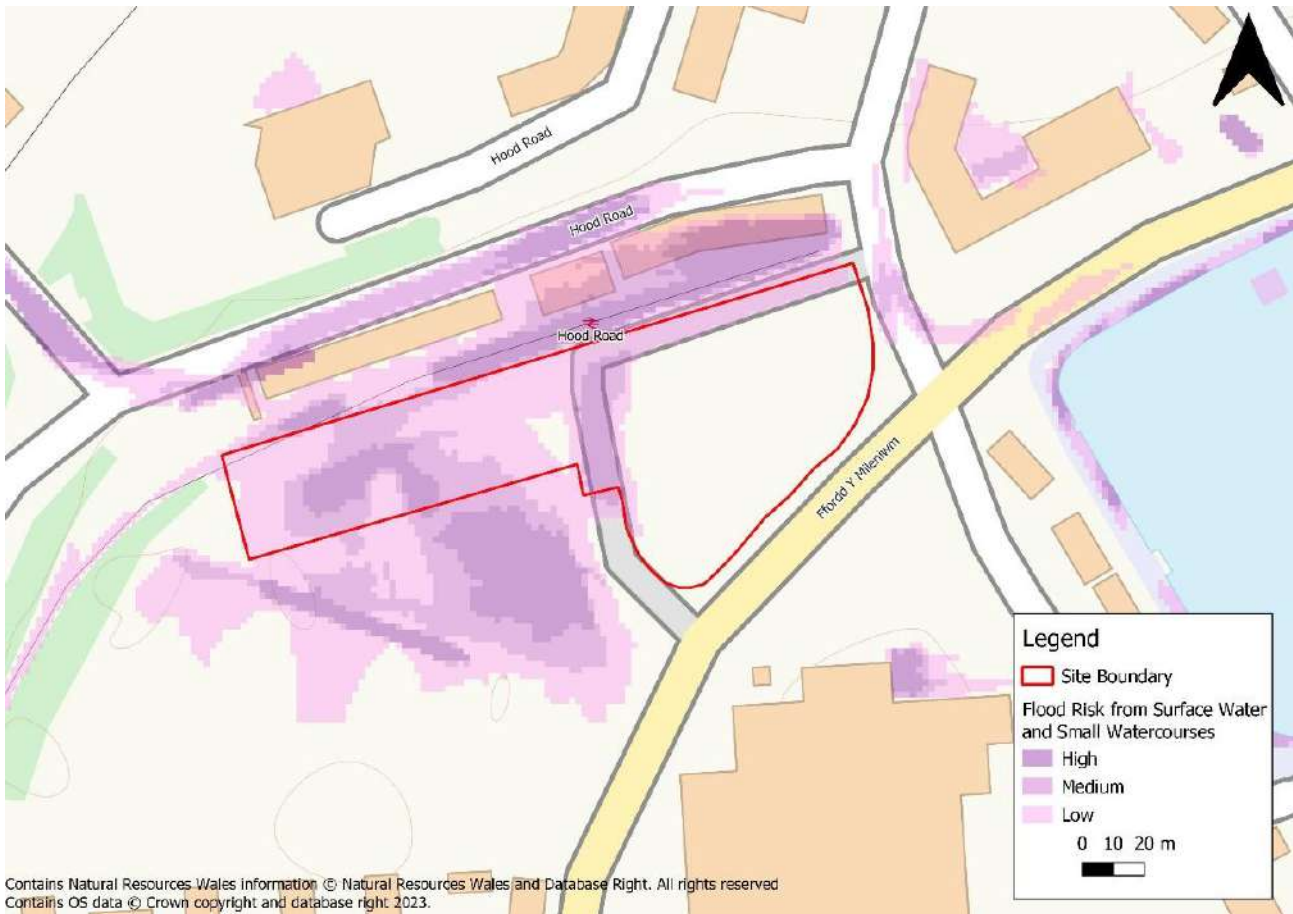 Hood Road
Hood Road
Hood Road
Ffordd Y Mileniwm
Legend
Site Boundary
Flood Risk from Surface Water
and Small Watercourses
High
Medium
Low
0 10 20 m
Contains Natural Resources Wales information © Natural Resources Wales and Database Right. All rights reserved
Contains OS data © Crown copyright and database right 2023.